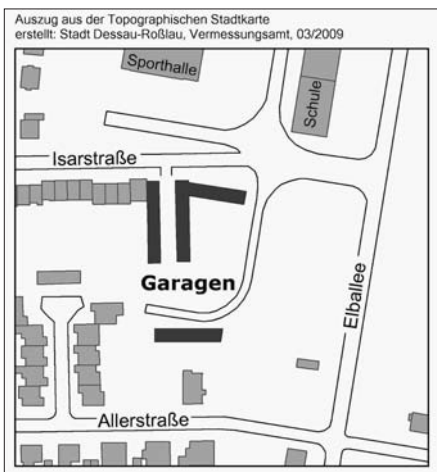 Auszug aus der Topographischen Stadtkarte
erstellt: Stadt Dessau-Roßlau, Vermessungsamt, 03/2009
Sporthalle
Schule
Isarstraße
Garagen
Elballee
Allerstraße